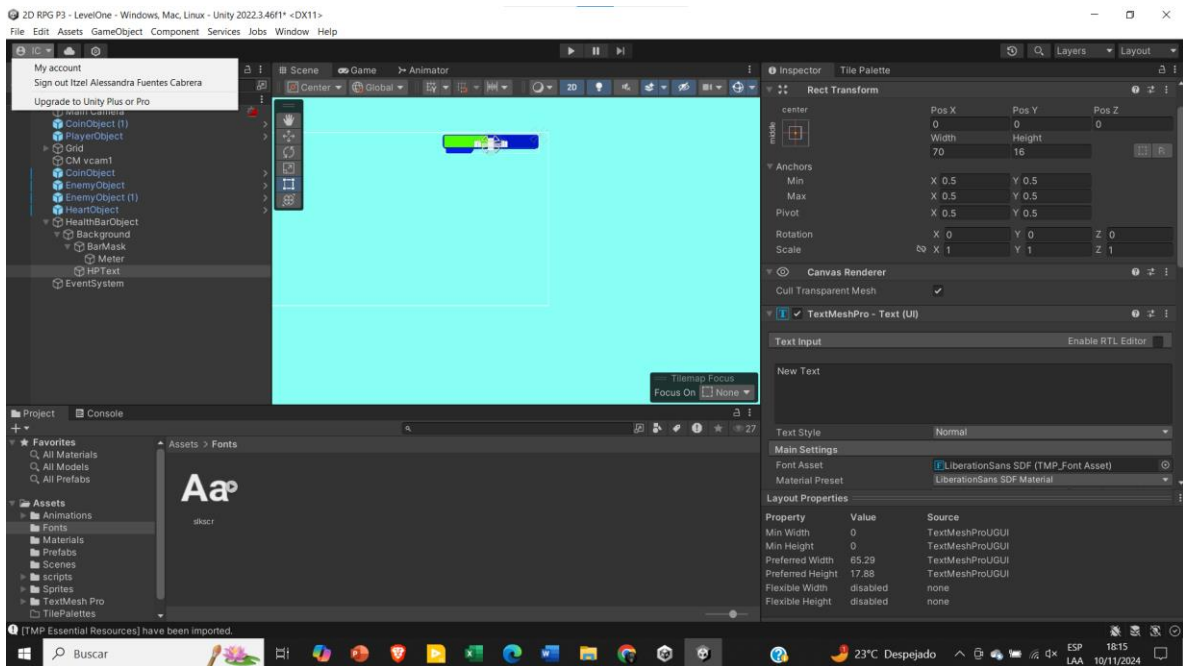 2D RPG P3 - LevelOne - Windows, Mac, Linux - Unity 2022.3.46f1* <DX11>
File Edit Assets GameObject Component Services Jobs Window Help
IC
Layers Layout
My account
Sign out Itzel Alessandra Fuentes Cabrera
Upgrade to Unity Plus or Pro
Main Camera
CoinObject (1)
PlayerObject
Grid
CM vcam1
CoinObject
EnemyObject
EnemyObject (1)
HeartObject
HealthBarObject
Background
BarMask
Meter
HPText
EventSystem
Scene Game Animator
Center Global 2D
Tilemap Focus
Focus On None
Inspector Tile Palette
Rect Transform
center Pos X Pos Y Pos Z
middle 0 0 0
Width Height
70 16 R
Anchors
Min X 0.5 Y 0.5
Max X 0.5 Y 0.5
Pivot X 0.5 Y 0.5
Rotation X 0 Y 0 Z 0
Scale X 1 Y 1 Z 1
Canvas Renderer
Cull Transparent Mesh
TextMeshPro - Text (UI)
Text Input Enable RTL Editor
New Text
Text Style Normal
Main Settings
Font Asset LiberationSans SDF (TMP_Font Asset)
Material Preset LiberationSans SDF Material
Layout Properties
Property Value Source
Min Width 0 TextMeshProUGUI
Min Height 0 TextMeshProUGUI
Preferred Width 65.29 TextMeshProUGUI
Preferred Height 17.88 TextMeshProUGUI
Flexible Width disabled none
Flexible Height disabled none
Project Console
27
Favorites
All Materials
All Models
All Prefabs
Assets
Animations
Fonts
Materials
Prefabs
Scenes
scripts
Sprites
TextMesh Pro
TilePalettes
Assets > Fonts
Aa
slkscr
[TMP Essential Resources] have been imported.
Buscar
23°C Despejado
ESP
LAA
18:15
10/11/2024